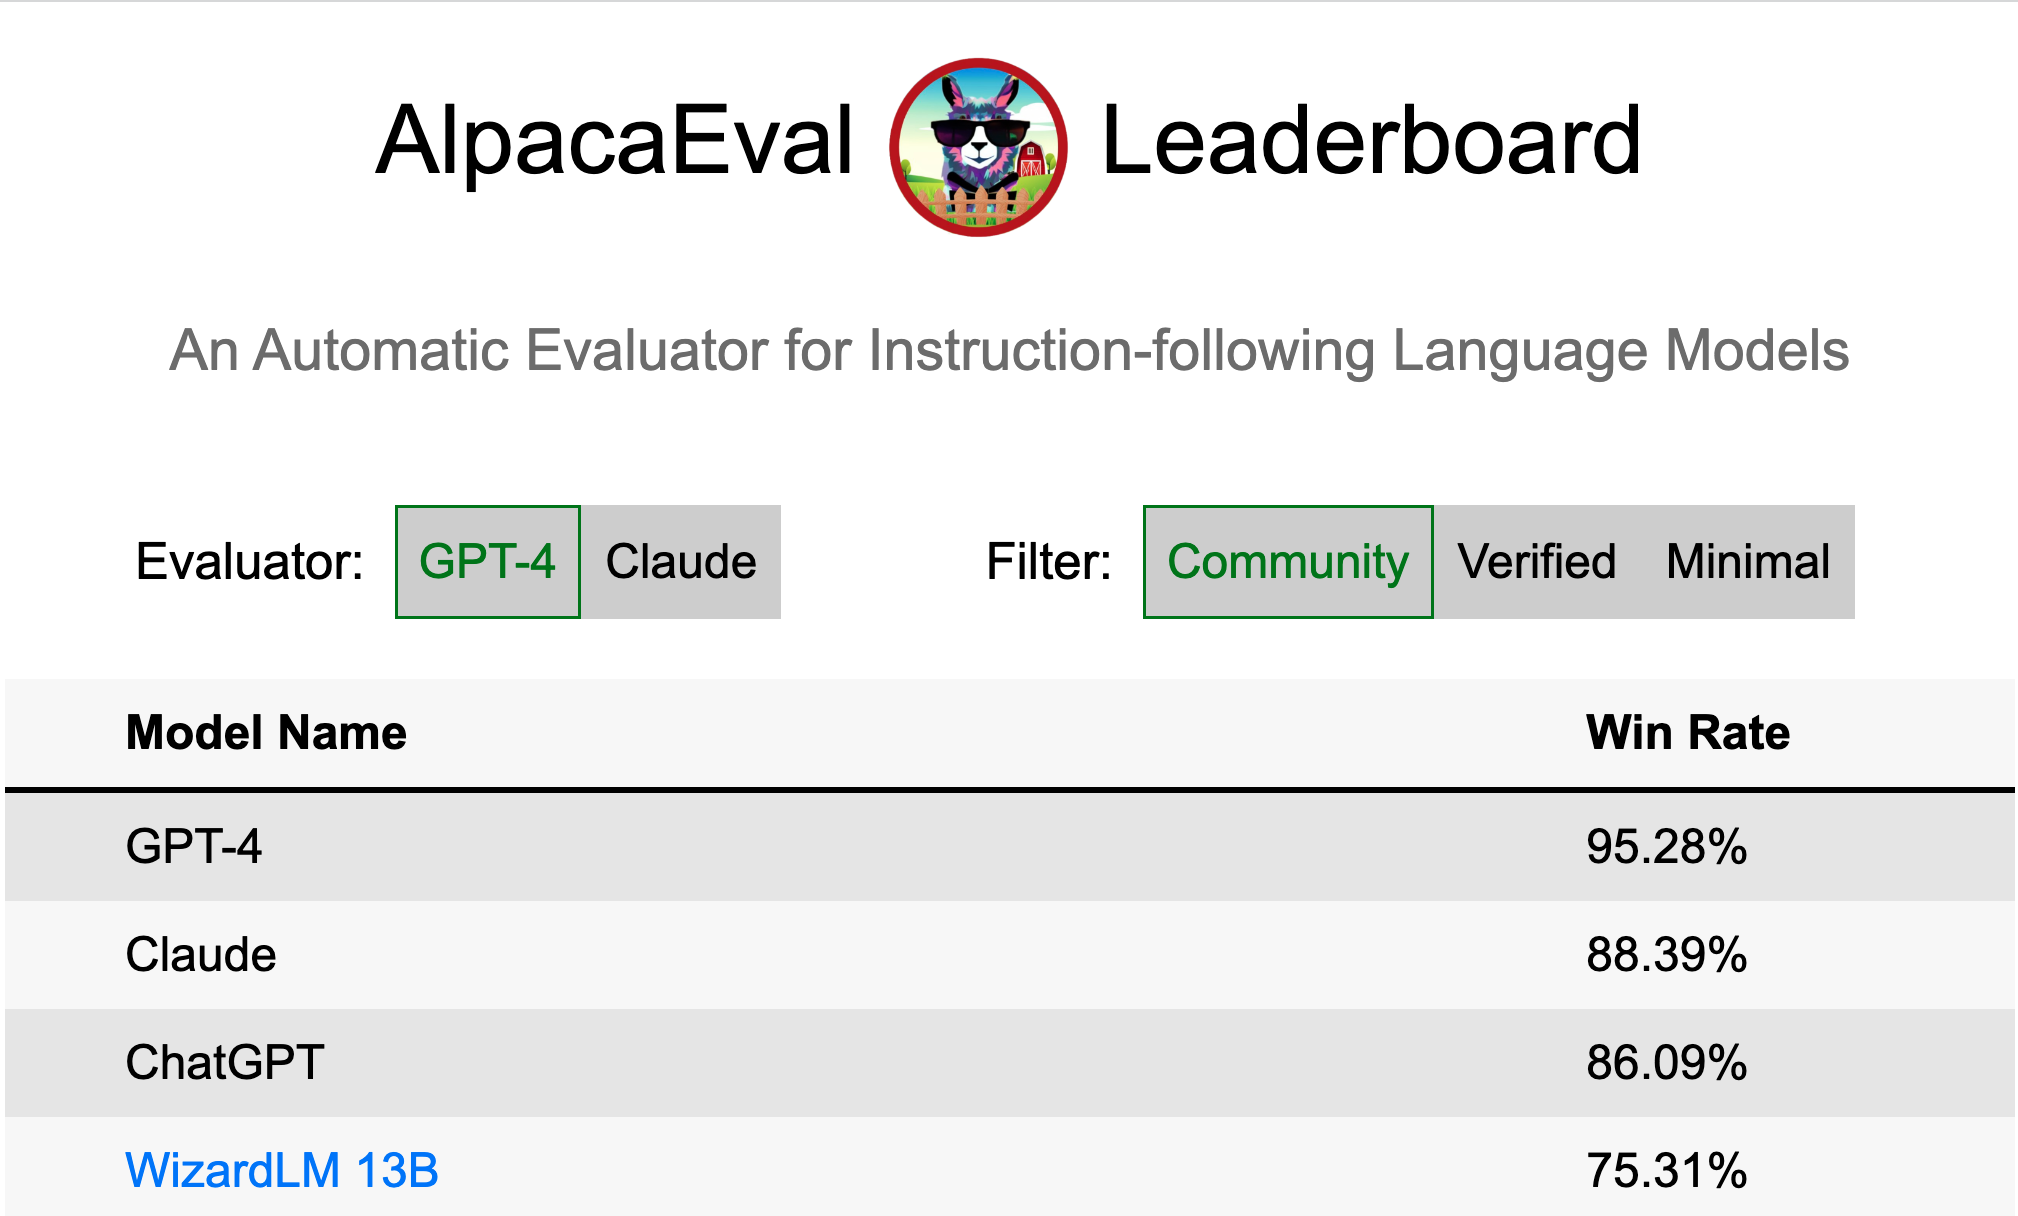 AlpacaEval Leaderboard
An Automatic Evaluator for Instruction-following Language Models
Evaluator: GPT-4 Claude Filter: Community Verified Minimal
Model Name Win Rate
GPT-4 95.28%
Claude 88.39%
ChatGPT 86.09%
WizardLM 13B 75.31%